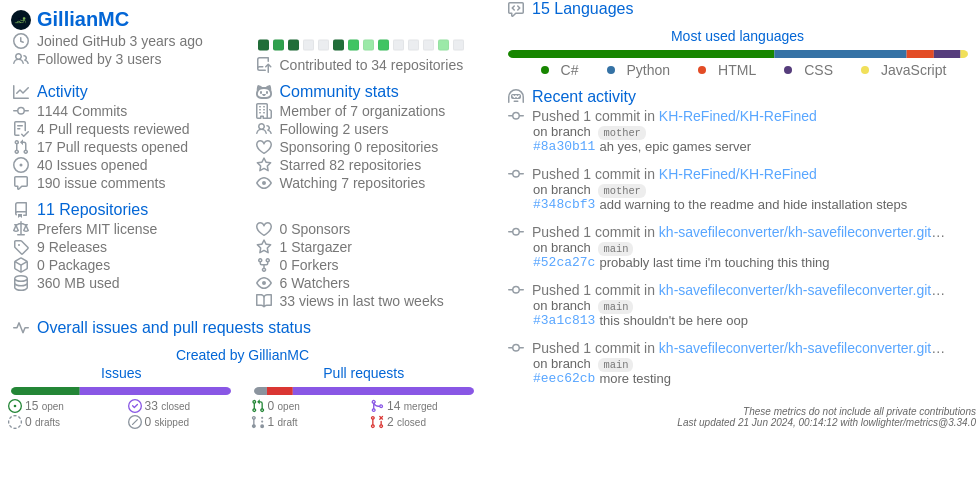 GillianMC
Joined GitHub 3 years ago
Followed by 3 users
Contributed to 34 repositories
Activity
1144 Commits
4 Pull requests reviewed
17 Pull requests opened
40 Issues opened
190 issue comments
Community stats
Member of 7 organizations
Following 2 users
Sponsoring 0 repositories
Starred 82 repositories
Watching 7 repositories
11 Repositories
Prefers MIT license
9 Releases
0 Packages
360 MB used
0 Sponsors
1 Stargazer
0 Forkers
6 Watchers
33 views in last two weeks
Overall issues and pull requests status
Created by GillianMC
Issues
15 open
33 closed
0 drafts
0 skipped
Pull requests
0 open
14 merged
1 draft
2 closed
15 Languages
Most used languages
C# Python HTML CSS JavaScript
Recent activity
Pushed 1 commit in KH-ReFined/KH-ReFined
on branch mother
#8a30b11 ah yes, epic games server
Pushed 1 commit in KH-ReFined/KH-ReFined
on branch mother
#348cbf3 add warning to the readme and hide installation steps
Pushed 1 commit in kh-savefileconverter/kh-savefileconverter.git…
on branch main
#52ca27c probably last time i'm touching this thing
Pushed 1 commit in kh-savefileconverter/kh-savefileconverter.git…
on branch main
#3a1c813 this shouldn't be here oop
Pushed 1 commit in kh-savefileconverter/kh-savefileconverter.git…
on branch main
#eec62cb more testing
These metrics do not include all private contributions
Last updated 21 Jun 2024, 00:14:12 with lowlighter/metrics@3.34.0